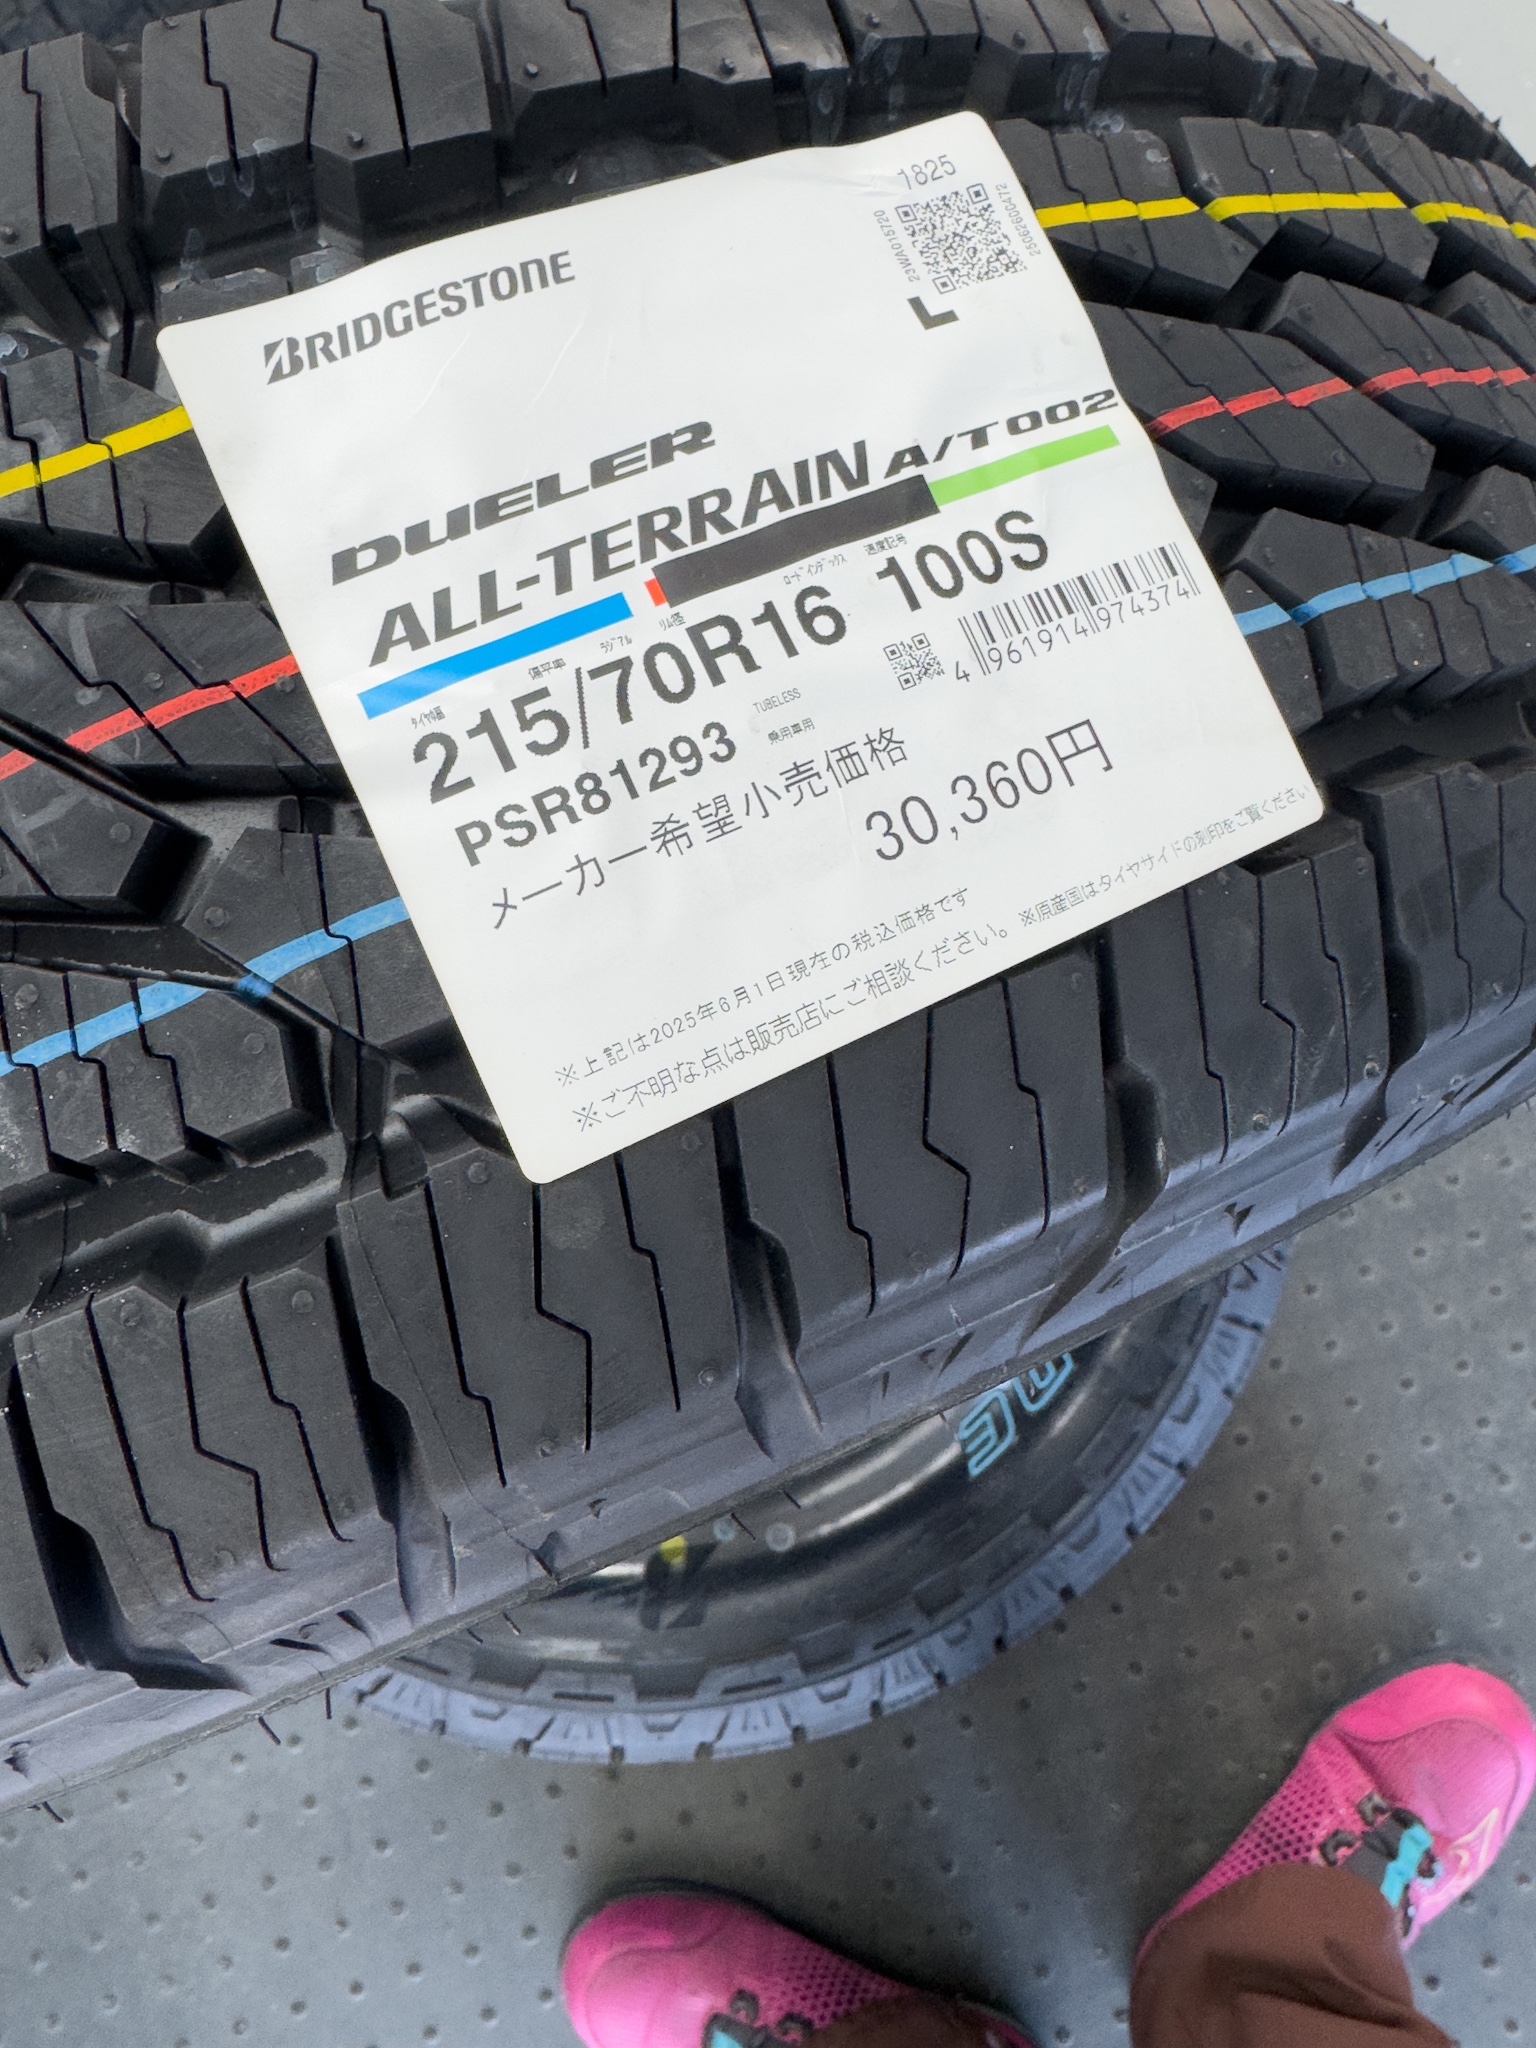 1825
23WA015720
25062600472
L
BRIDGESTONE
DUELER
ALL-TERRAIN A/T002
タイヤ幅 偏平率 ラジアル リム径 ロードインデックス 速度記号
215/70R16 100S
PSR81293
TUBELESS
乗用車用
4 961914 974374
メーカー希望小売価格
30,360円
※上記は2025年6月1日現在の税込価格です
※ご不明な点は販売店にご相談ください。 ※原産国はタイヤサイドの刻印をご覧ください